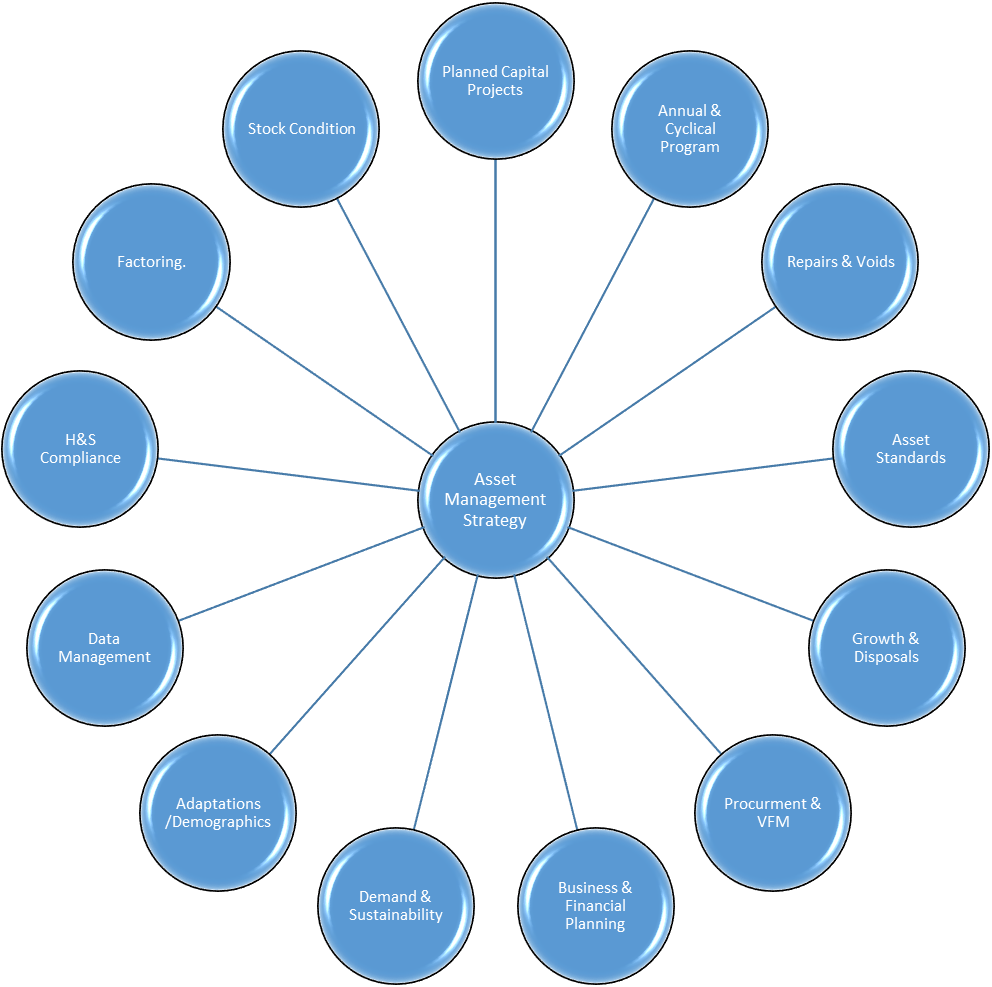 Planned Capital
Projects
Annual &
Cyclical
Program
Stock Condition
Repairs & Voids
Factoring.
Asset
Standards
H&S
Compliance
Asset
Management
Strategy
Growth &
Disposals
Data
Management
Procurment &
VFM
Adaptations
/Demographics
Business &
Financial
Planning
Demand &
Sustainability